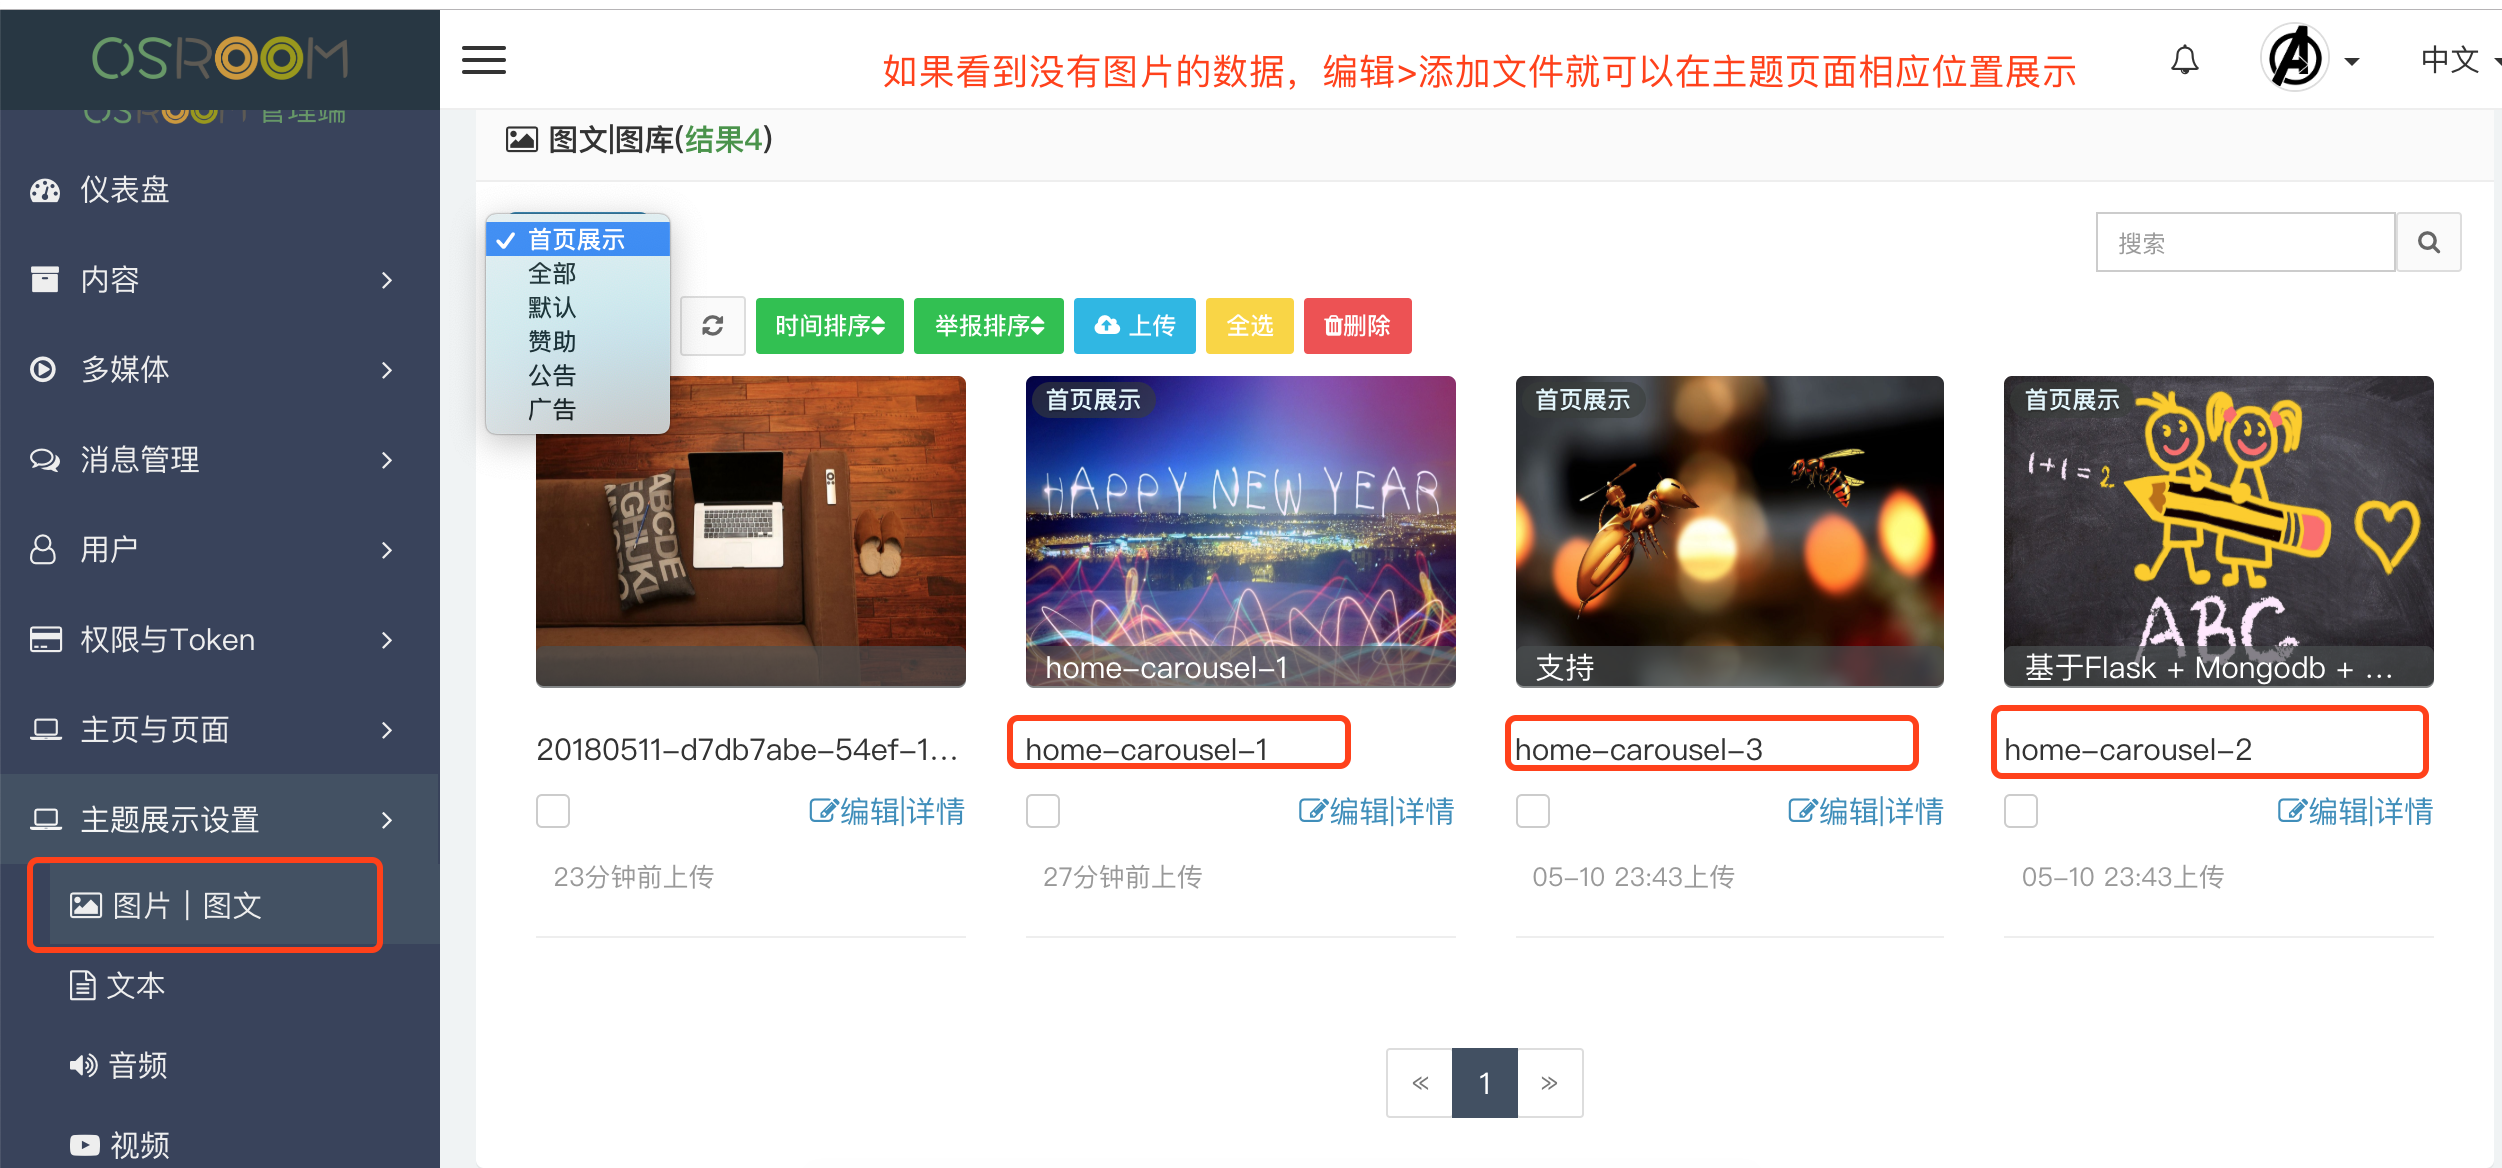 OSROOM
如果看到没有图片的数据，编辑>添加文件就可以在主题页面相应位置展示
中文
OSROOM 管理端
仪表盘
内容
多媒体
消息管理
用户
权限与Token
主页与页面
主题展示设置
图片 | 图文
文本
音频
视频
图文|图库(结果4)
首页展示
全部
默认
赞助
公告
广告
搜索
时间排序
举报排序
上传
全选
删除
ABCDE
FGHIJKL
首页展示
HAPPY NEW YEAR
home-carousel-1
首页展示
支持
首页展示
1+1=2
ABC
基于Flask + Mongodb + ...
20180511-d7db7abe-54ef-1...
home-carousel-1
home-carousel-3
home-carousel-2
编辑|详情
编辑|详情
编辑|详情
编辑|详情
23分钟前上传
27分钟前上传
05-10 23:43上传
05-10 23:43上传
«
1
»